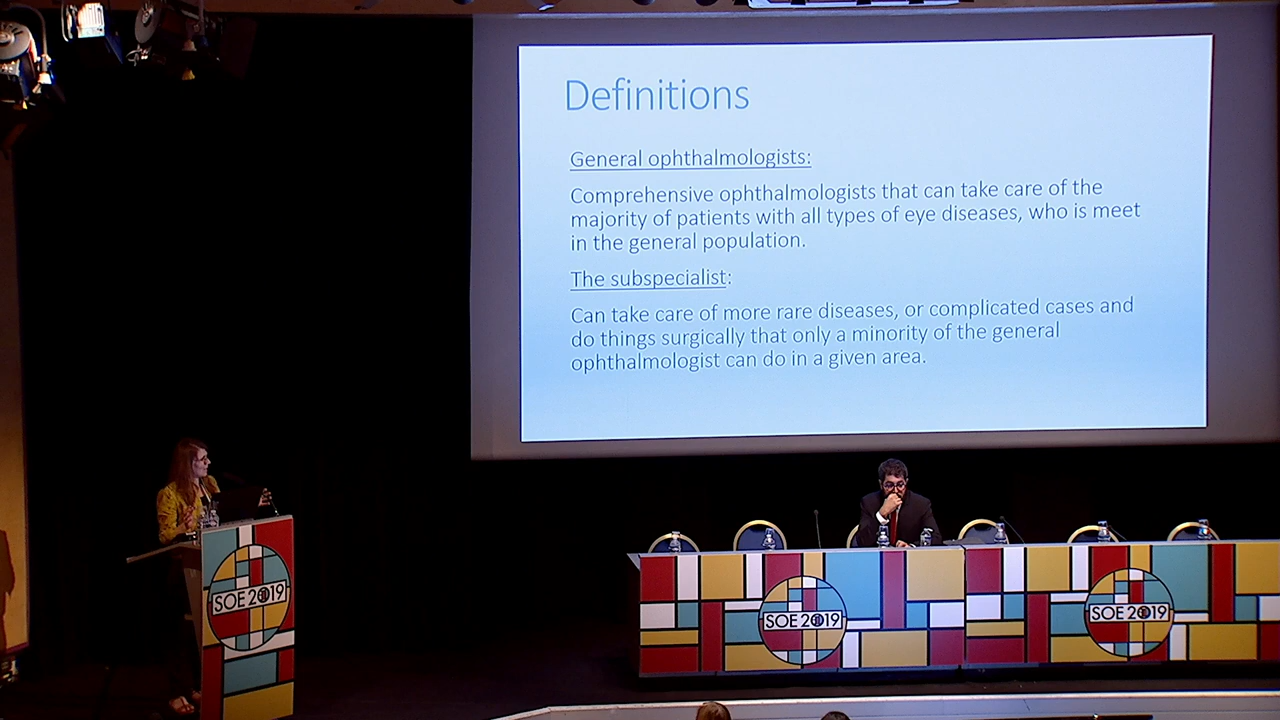 Definitions
General ophthalmologists:
Comprehensive ophthalmologists that can take care of the
majority of patients with all types of eye diseases, who is meet
in the general population.
The subspecialist:
Can take care of more rare diseases, or complicated cases and
do things surgically that only a minority of the general
ophthalmologist can do in a given area.
SOE 2019
SOE 2019
SOE 2019